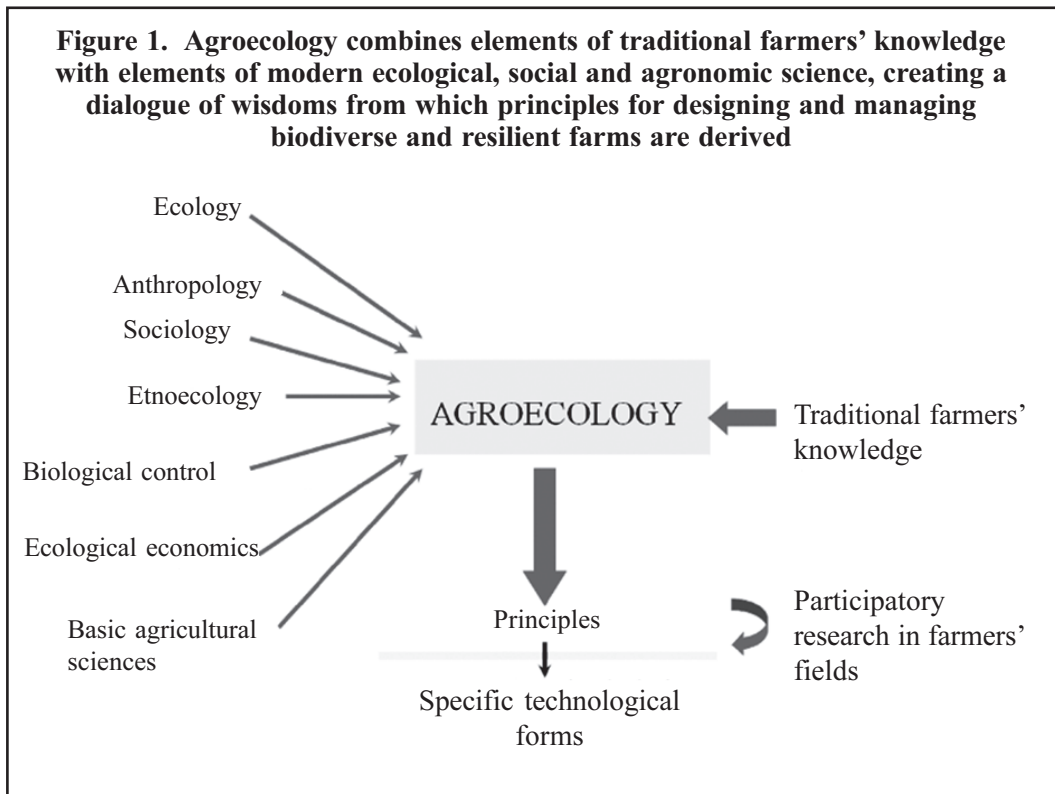 Figure 1. Agroecology combines elements of traditional farmers’ knowledge
with elements of modern ecological, social and agronomic science, creating a
dialogue of wisdoms from which principles for designing and managing
biodiverse and resilient farms are derived
Ecology
Anthropology
Sociology
Etnoecology
Biological control
Ecological economics
Basic agricultural
sciences
AGROECOLOGY
Traditional farmers’
knowledge
Principles
Participatory
research in farmers’
fields
Specific technological
forms